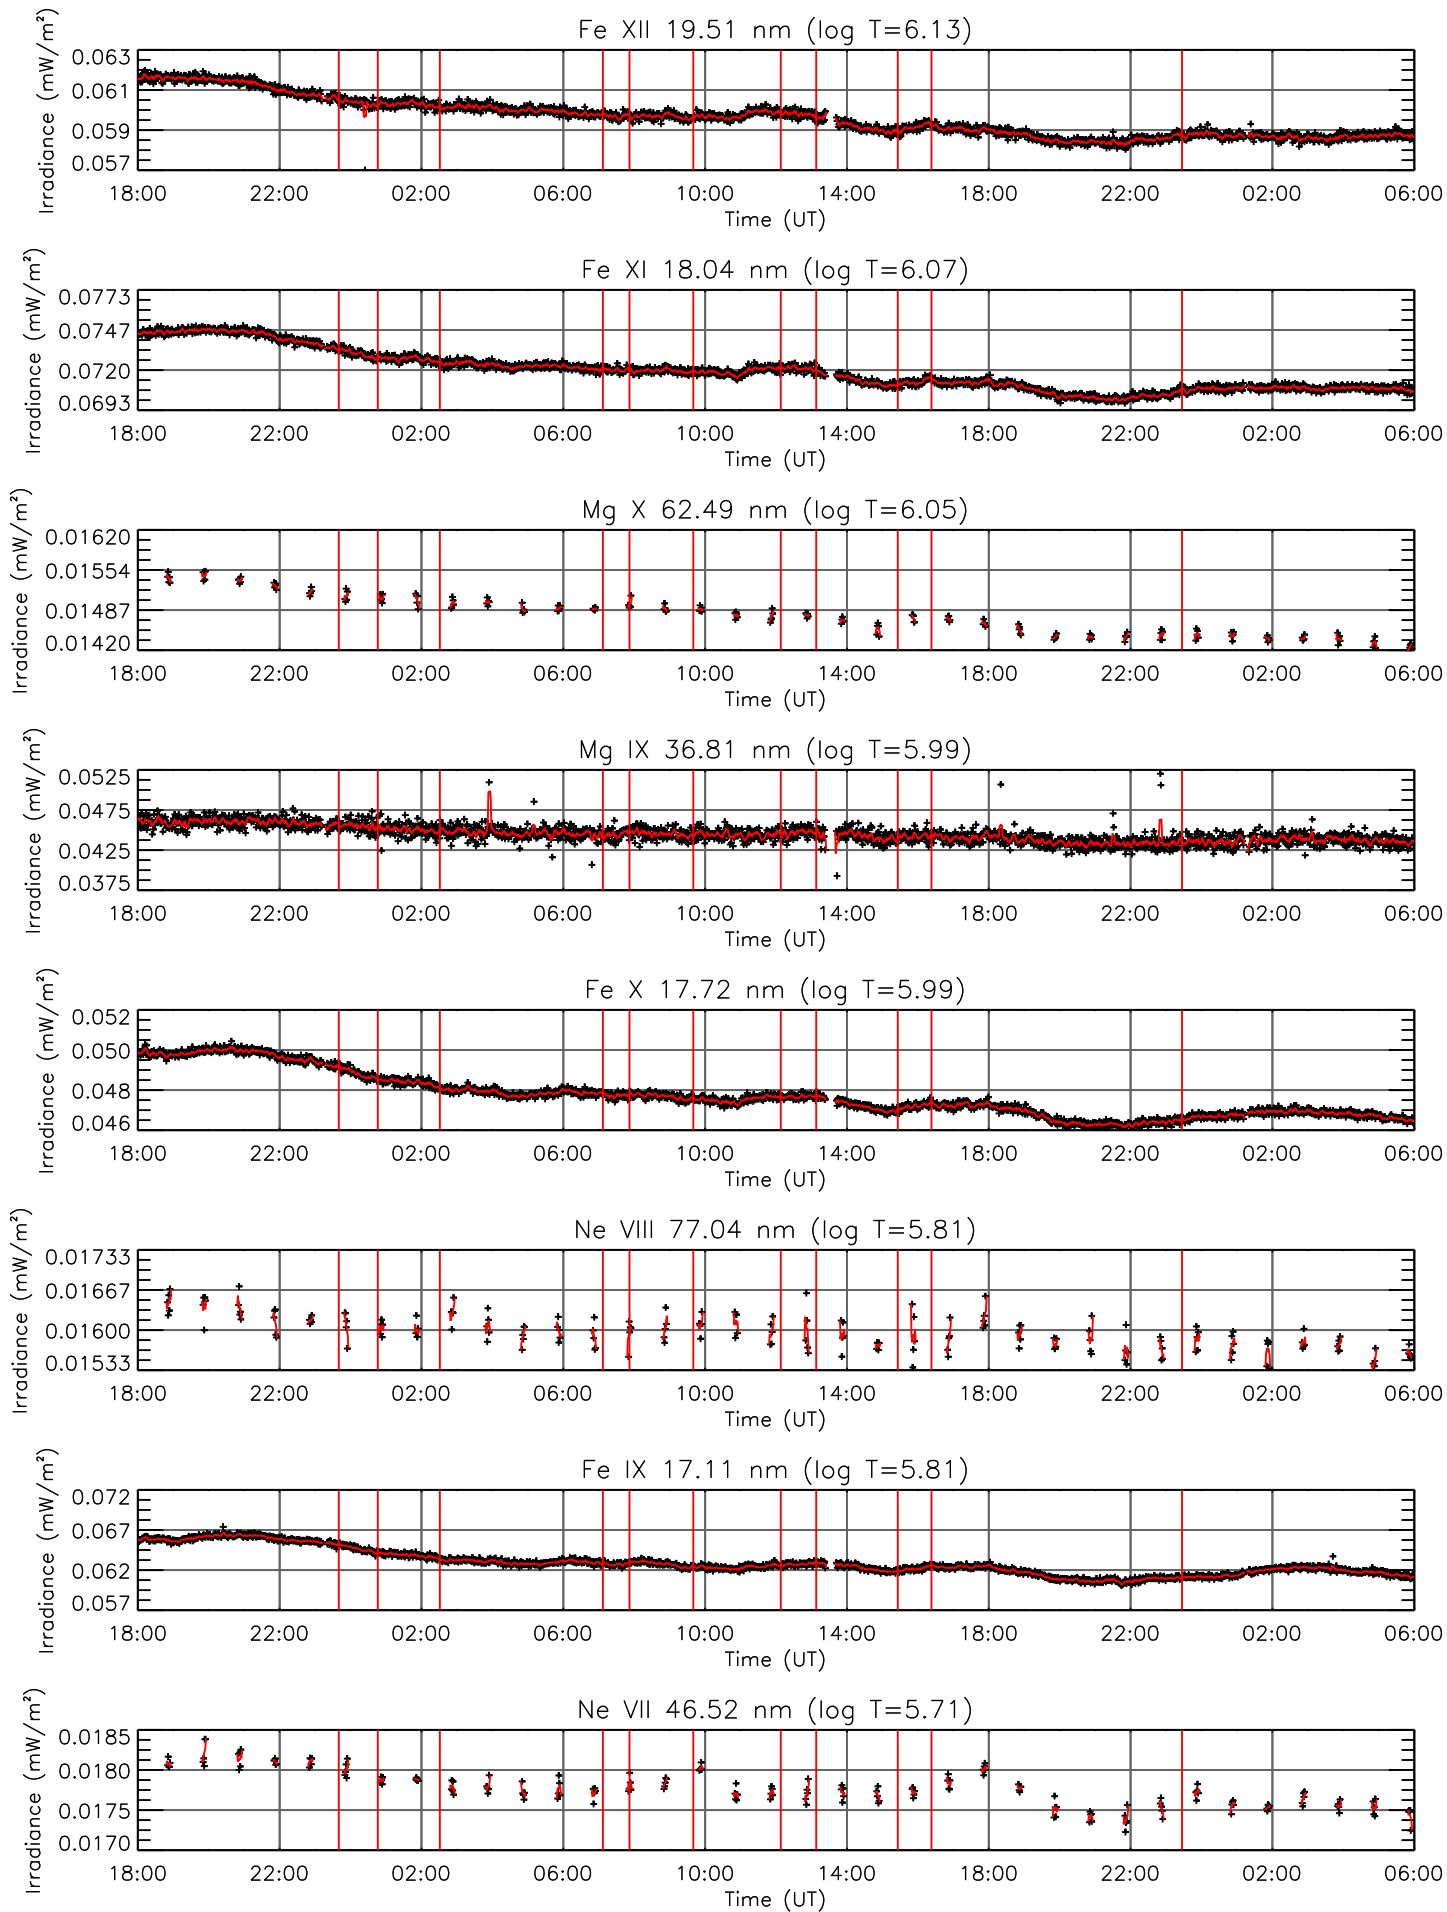 Fe XII 19.51 nm (log T=6.13)
Irradiance (mW/m²)
0.063
0.061
0.059
0.057
18:00 22:00 02:00 06:00 10:00 14:00 18:00 22:00 02:00 06:00
Time (UT)
Fe XI 18.04 nm (log T=6.07)
Irradiance (mW/m²)
0.0773
0.0747
0.0720
0.0693
18:00 22:00 02:00 06:00 10:00 14:00 18:00 22:00 02:00 06:00
Time (UT)
Mg X 62.49 nm (log T=6.05)
Irradiance (mW/m²)
0.01620
0.01554
0.01487
0.01420
18:00 22:00 02:00 06:00 10:00 14:00 18:00 22:00 02:00 06:00
Time (UT)
Mg IX 36.81 nm (log T=5.99)
Irradiance (mW/m²)
0.0525
0.0475
0.0425
0.0375
18:00 22:00 02:00 06:00 10:00 14:00 18:00 22:00 02:00 06:00
Time (UT)
Fe X 17.72 nm (log T=5.99)
Irradiance (mW/m²)
0.052
0.050
0.048
0.046
18:00 22:00 02:00 06:00 10:00 14:00 18:00 22:00 02:00 06:00
Time (UT)
Ne VIII 77.04 nm (log T=5.81)
Irradiance (mW/m²)
0.01733
0.01667
0.01600
0.01533
18:00 22:00 02:00 06:00 10:00 14:00 18:00 22:00 02:00 06:00
Time (UT)
Fe IX 17.11 nm (log T=5.81)
Irradiance (mW/m²)
0.072
0.067
0.062
0.057
18:00 22:00 02:00 06:00 10:00 14:00 18:00 22:00 02:00 06:00
Time (UT)
Ne VII 46.52 nm (log T=5.71)
Irradiance (mW/m²)
0.0185
0.0180
0.0175
0.0170
18:00 22:00 02:00 06:00 10:00 14:00 18:00 22:00 02:00 06:00
Time (UT)